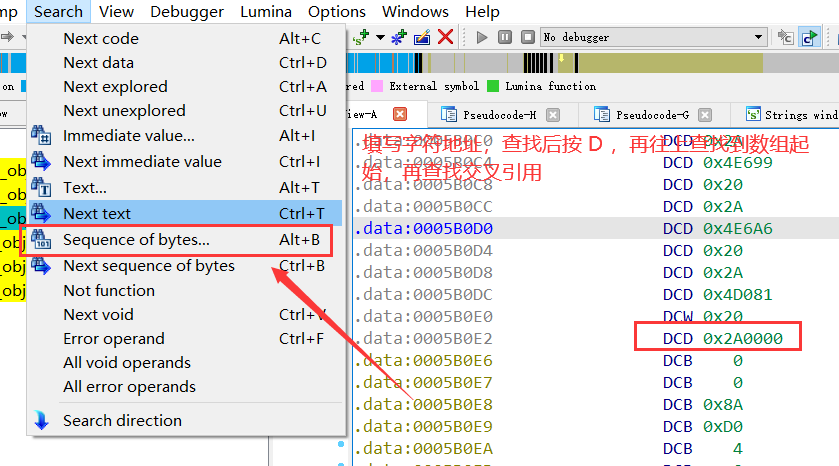 mp Search View Debugger Lumina Options Windows Help
No debugger
Next code Alt+C
Next data Ctrl+D
Next explored Ctrl+A
Next unexplored Ctrl+U
Immediate value... Alt+I
Next immediate value Ctrl+I
Text... Alt+T
Next text Ctrl+T
Sequence of bytes... Alt+B
Next sequence of bytes Ctrl+B
Not function
Next void Ctrl+V
Error operand Ctrl+F
All void operands
All error operands
Search direction
on
red External symbol Lumina function
iew-A Pseudocode-H Pseudocode-G Strings wind
_obj
_obj
_obj
_obj
_obj
_obj
填写字符地址，查找后按 D ，再往上查找到数组起
始，再查找交叉引用
.data:0005B0C0 DCD 0x2A
.data:0005B0C4 DCD 0x4E699
.data:0005B0C8 DCD 0x20
.data:0005B0CC DCD 0x2A
.data:0005B0D0 DCD 0x4E6A6
.data:0005B0D4 DCD 0x20
.data:0005B0D8 DCD 0x2A
.data:0005B0DC DCD 0x4D081
.data:0005B0E0 DCW 0x20
.data:0005B0E2 DCD 0x2A0000
.data:0005B0E6 DCB 0
.data:0005B0E7 DCB 0
.data:0005B0E8 DCB 0x8A
.data:0005B0E9 DCB 0xD0
.data:0005B0EA DCB 4